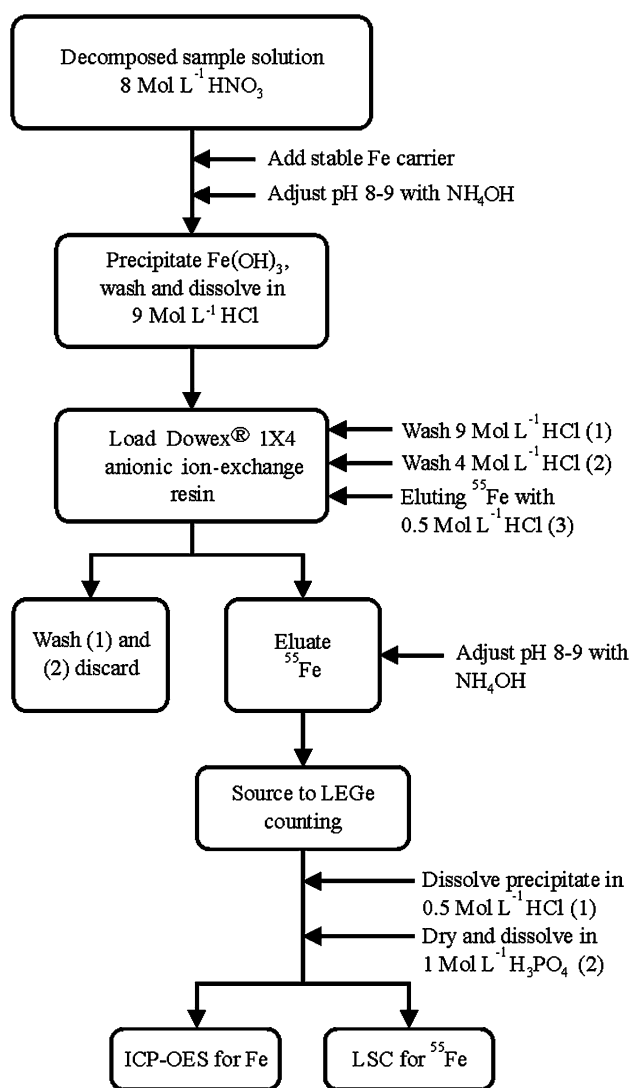 Decomposed sample solution
8 Mol L⁻¹ HNO₃
Add stable Fe carrier
Adjust pH 8-9 with NH₄OH
Precipitate Fe(OH)₃,
wash and dissolve in
9 Mol L⁻¹ HCl
Load Dowex® 1X4
anionic ion-exchange
resin
Wash 9 Mol L⁻¹ HCl (1)
Wash 4 Mol L⁻¹ HCl (2)
Eluting ⁵⁵Fe with
0.5 Mol L⁻¹ HCl (3)
Wash (1) and
(2) discard
Eluate
⁵⁵Fe
Adjust pH 8-9 with
NH₄OH
Source to LEGe
counting
Dissolve precipitate in
0.5 Mol L⁻¹ HCl (1)
Dry and dissolve in
1 Mol L⁻¹ H₃PO₄ (2)
ICP-OES for Fe
LSC for ⁵⁵Fe